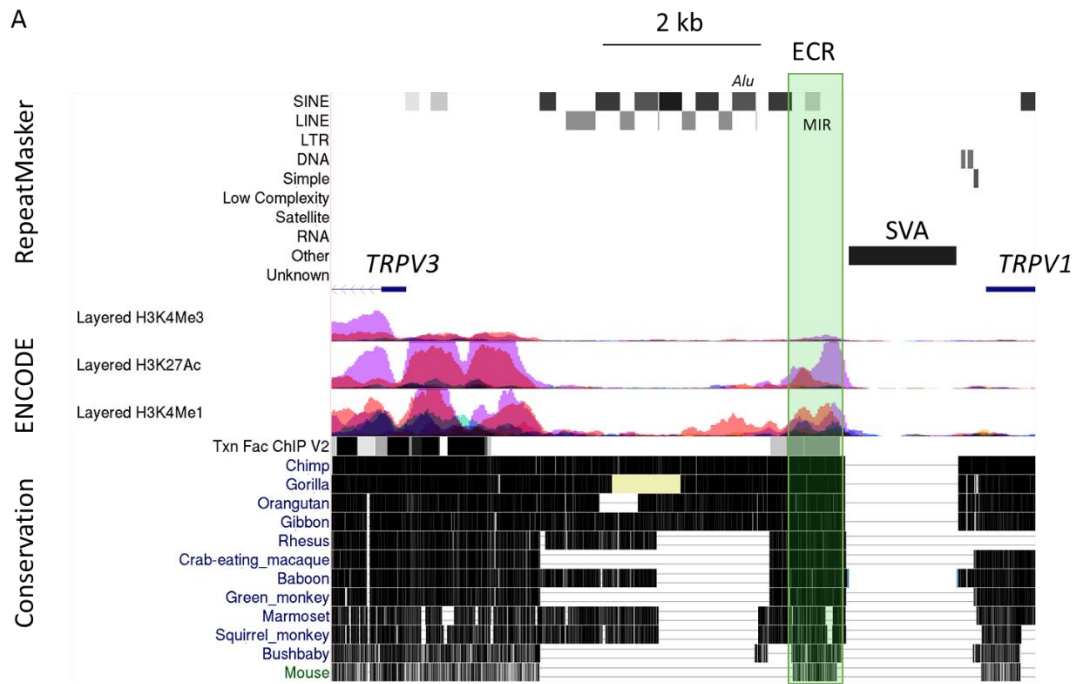 A
2 kb
ECR
RepeatMasker
Alu
SINE
LINE
MIR
LTR
DNA
Simple
Low Complexity
Satellite
RNA
SVA
Other
TRPV3
TRPV1
Unknown
ENCODE
Layered H3K4Me3
Layered H3K27Ac
Layered H3K4Me1
Txn Fac ChIP V2
Conservation
Chimp
Gorilla
Orangutan
Gibbon
Rhesus
Crab-eating_macaque
Baboon
Green_monkey
Marmoset
Squirrel_monkey
Bushbaby
Mouse